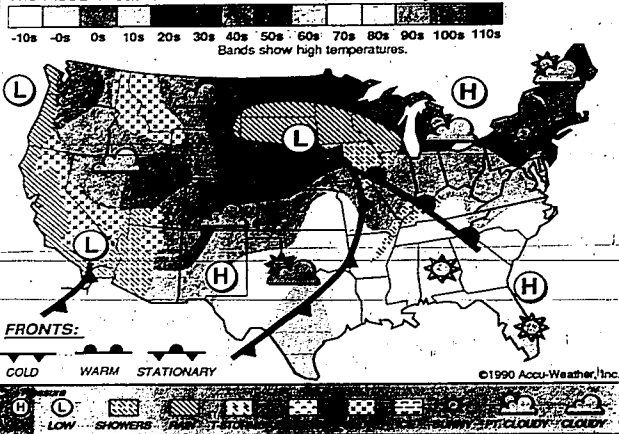 -10s -0s 0s 10s 20s 30s 40s 50s 60s 70s 80s 90s 100s 110s
Bands show high temperatures.
L
H
L
L
H
H
FRONTS:
COLD WARM STATIONARY
©1990 Accu-Weather, Inc.
H L
LOW SHOWERS RAIN T-STORMS SUNNY PT. CLOUDY CLOUDY